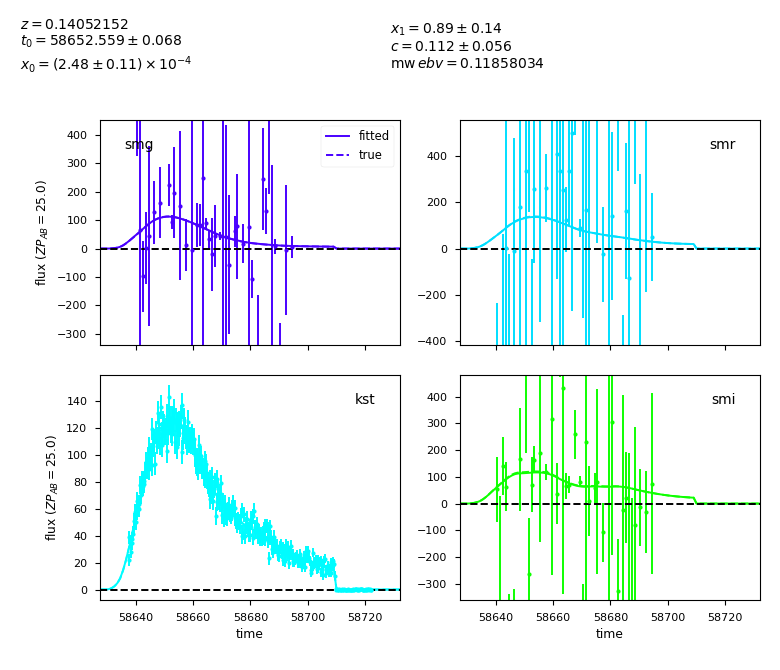 z = 0.14052152
t0 = 58652.559 ± 0.068
x0 = (2.48 ± 0.11) × 10^−4
x1 = 0.89 ± 0.14
c = 0.112 ± 0.056
mw ebv = 0.11858034
smg
fitted
true
400
300
200
100
0
−100
−200
−300
flux (ZP_AB = 25.0)
smr
400
200
0
−200
−400
kst
140
120
100
80
60
40
20
0
flux (ZP_AB = 25.0)
58640 58660 58680 58700 58720
time
smi
400
300
200
100
0
−100
−200
−300
58640 58660 58680 58700 58720
time